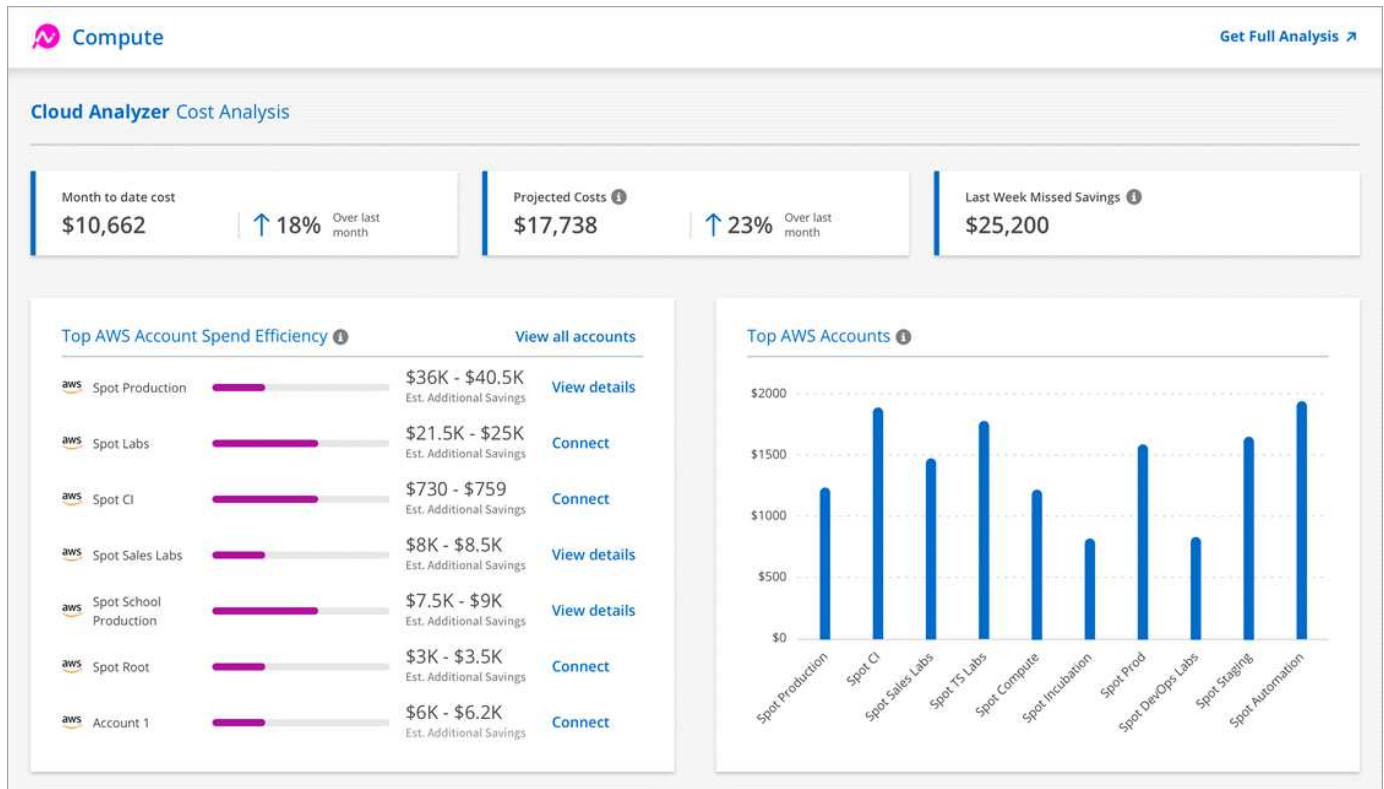 Compute
Get Full Analysis
Cloud Analyzer Cost Analysis
Month to date cost
$10,662
18%
Over last
month
Projected Costs
$17,738
23%
Over last
month
Last Week Missed Savings
$25,200
Top AWS Account Spend Efficiency
View all accounts
aws Spot Production
$36K - $40.5K
Est. Additional Savings
View details
aws Spot Labs
$21.5K - $25K
Est. Additional Savings
Connect
aws Spot CI
$730 - $759
Est. Additional Savings
Connect
aws Spot Sales Labs
$8K - $8.5K
Est. Additional Savings
View details
aws Spot School
Production
$7.5K - $9K
Est. Additional Savings
View details
aws Spot Root
$3K - $3.5K
Est. Additional Savings
Connect
aws Account 1
$6K - $6.2K
Est. Additional Savings
Connect
Top AWS Accounts
$2000
$1500
$1000
$500
$0
Spot Production
Spot CI
Spot Sales Labs
Spot TS Labs
Spot Compute
Spot Incubation
Spot Prod
Spot DevOps Labs
Spot Staging
Spot Automation